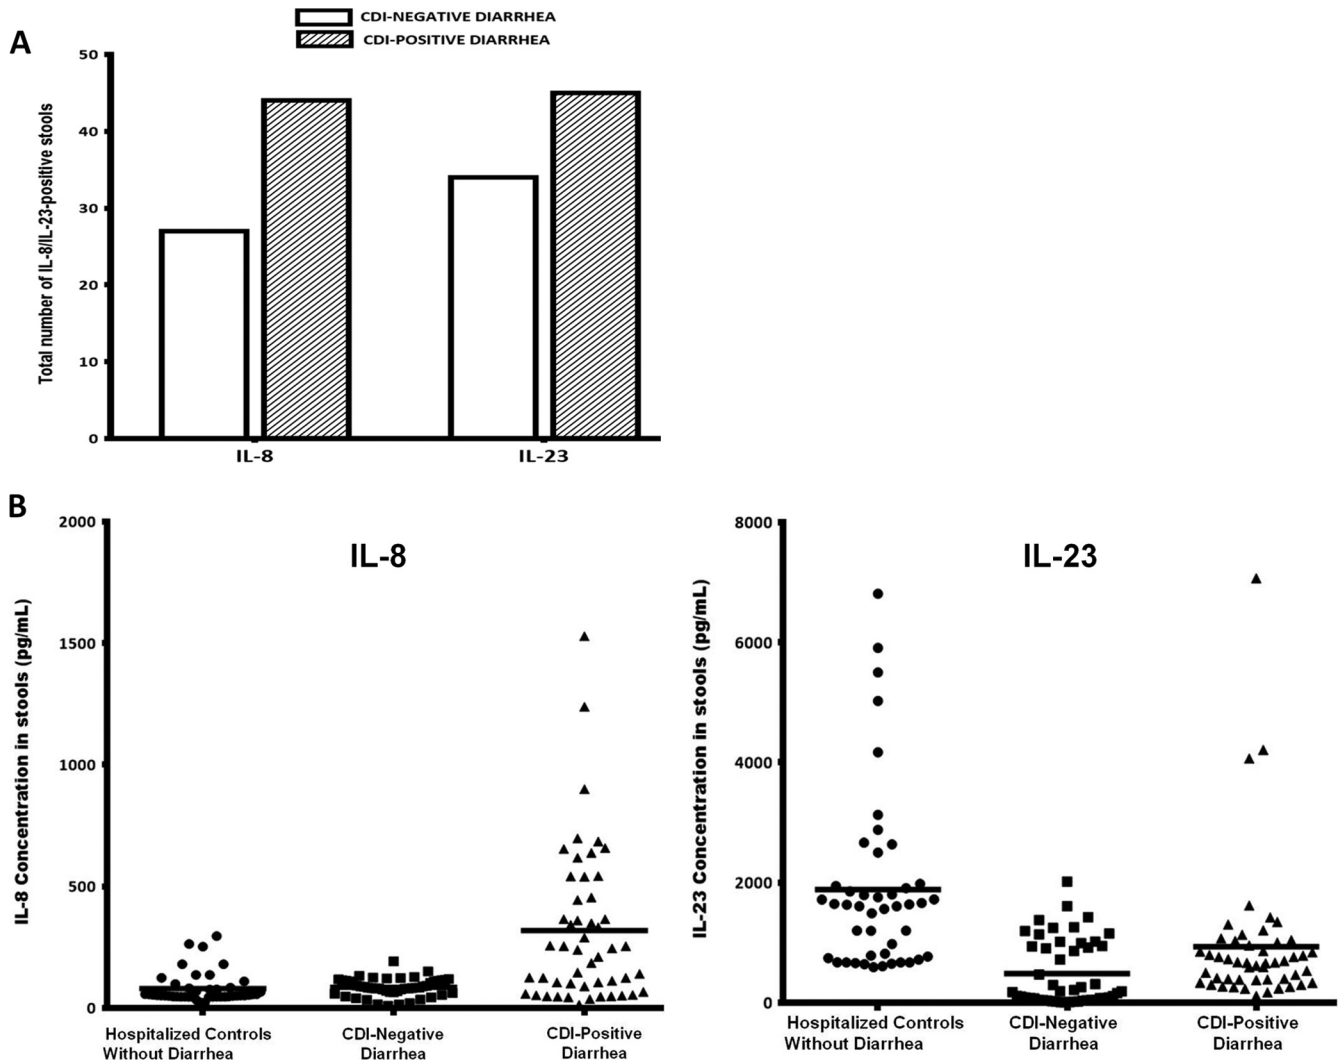 CDI-NEGATIVE DIARRHEA
CDI-POSITIVE DIARRHEA
A
Total number of IL-8/IL-23-positive stools
50
40
30
20
10
0
IL-8
IL-23
B
IL-8 Concentration in stools (pg/mL)
2000
1500
1000
500
0
IL-8
Hospitalized Controls
Without Diarrhea
CDI-Negative
Diarrhea
CDI-Positive
Diarrhea
IL-23 Concentration in stools (pg/mL)
8000
6000
4000
2000
0
IL-23
Hospitalized Controls
Without Diarrhea
CDI-Negative
Diarrhea
CDI-Positive
Diarrhea